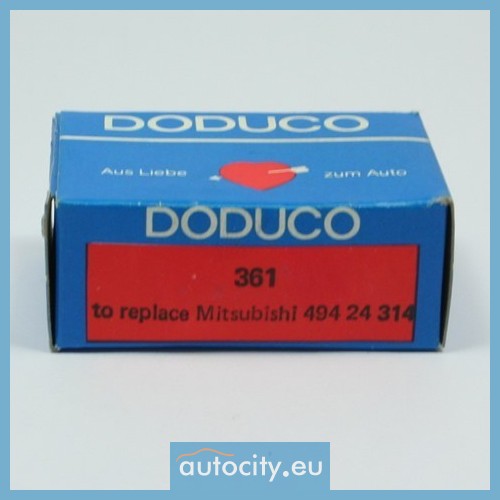 DODUCO
Aus Liebe zum Auto
DODUCO
361
to replace Mitsubishi 494 24 314
autocity.eu